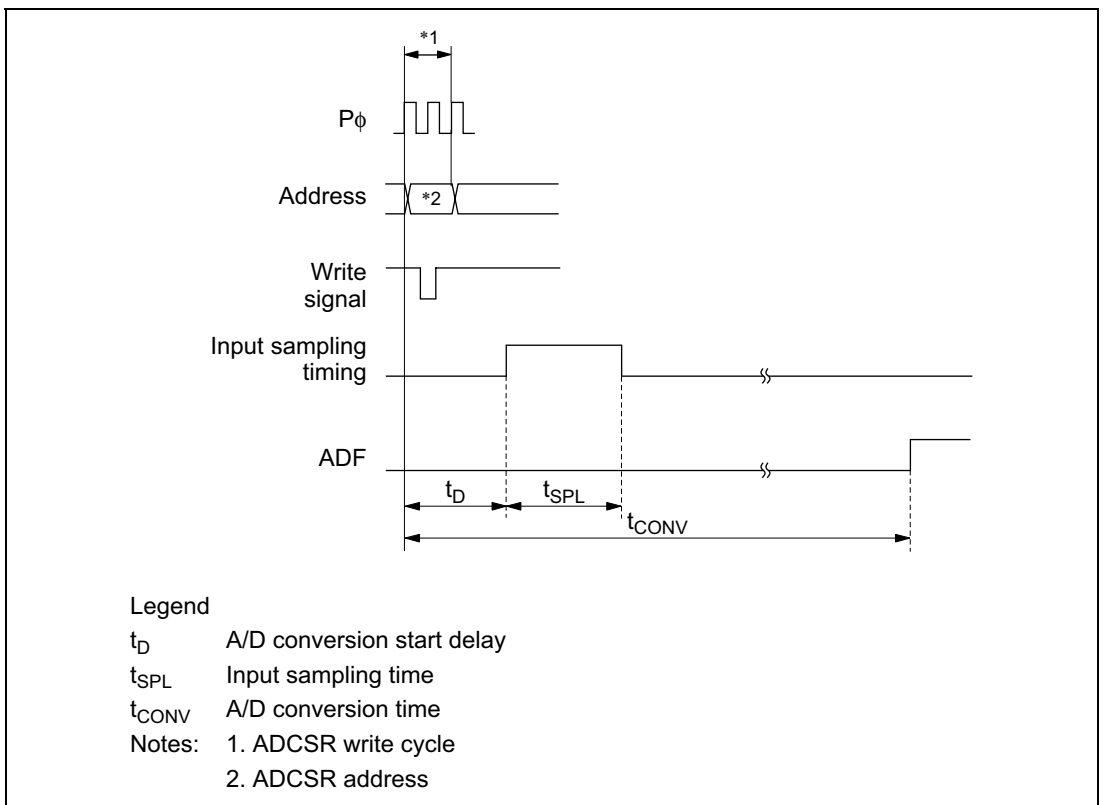 *1
Pϕ
Address
*2
Write
signal
Input sampling
timing
ADF
tD
tSPL
tCONV
Legend
tD A/D conversion start delay
tSPL Input sampling time
tCONV A/D conversion time
Notes: 1. ADCSR write cycle
2. ADCSR address